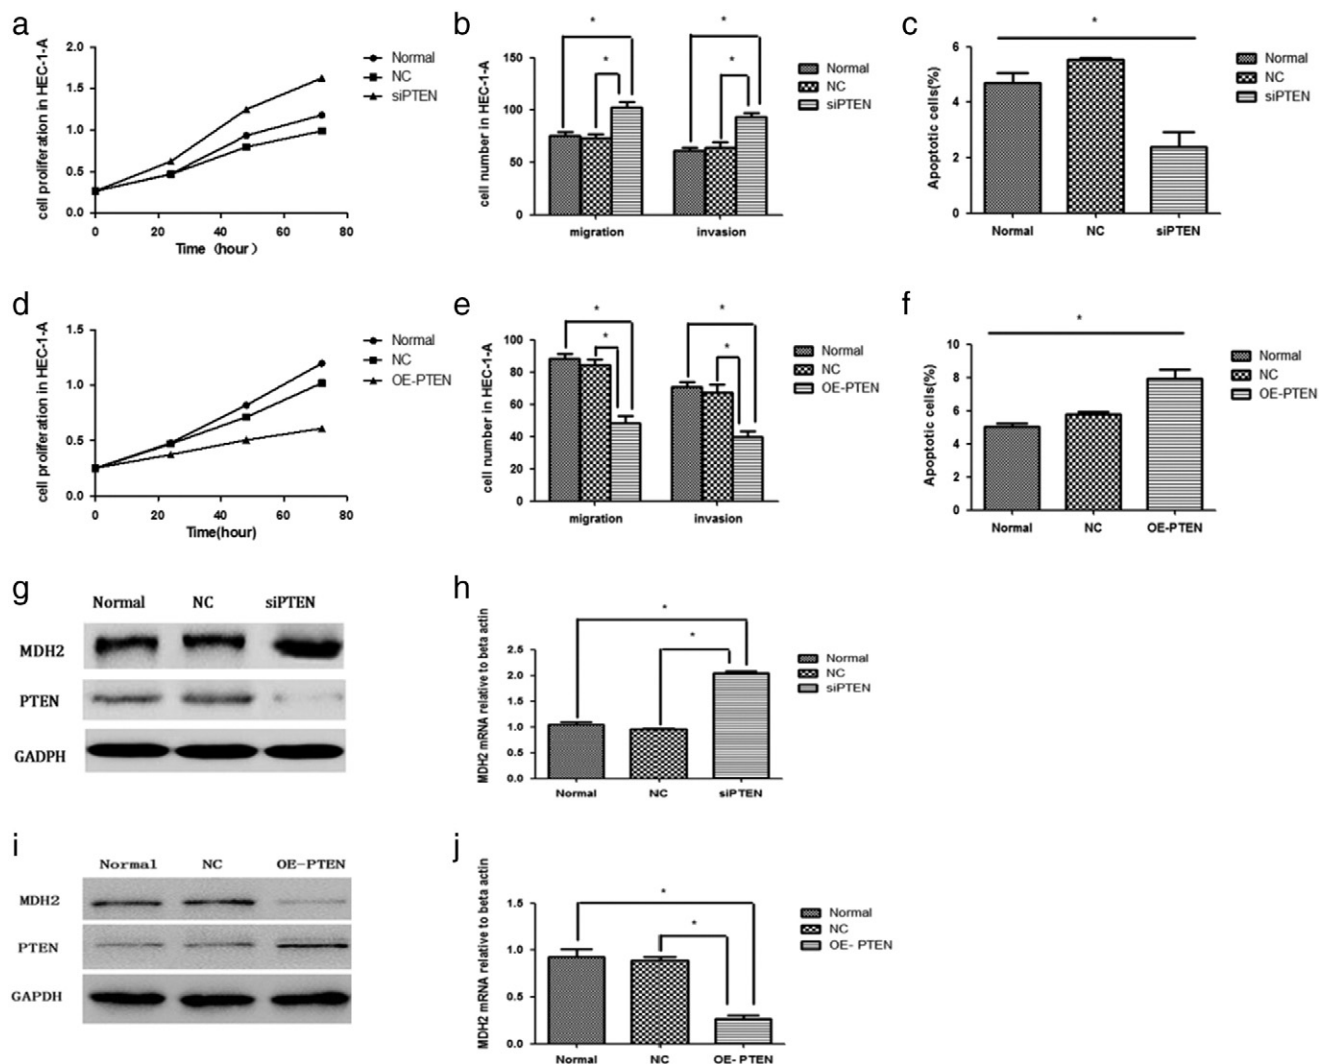 a
cell proliferation in HEC-1-A
2.0
1.5
1.0
0.5
0.0
0 20 40 60 80
Time (hour)
Normal
NC
siPTEN
b
cell number in HEC-1-A
150
100
50
0
* * * *
migration invasion
Normal
NC
siPTEN
c
Apoptotic cells(%)
6
4
2
0
*
Normal NC siPTEN
Normal
NC
siPTEN
d
cell proliferation in HEC-1-A
1.5
1.0
0.5
0.0
0 20 40 60 80
Time(hour)
Normal
NC
OE-PTEN
e
cell number in HEC-1-A
100
80
60
40
20
0
* * * *
migration invasion
Normal
NC
OE-PTEN
f
Apoptotic cells(%)
10
8
6
4
2
0
*
Normal NC OE-PTEN
Normal
NC
OE-PTEN
g
Normal NC siPTEN
MDH2
PTEN
GADPH
h
MDH2 mRNA relative to beta actin
2.5
2.0
1.5
1.0
0.5
0.0
* *
Normal NC siPTEN
Normal
NC
siPTEN
i
Normal NC OE-PTEN
MDH2
PTEN
GAPDH
j
MDH2 mRNA relative to beta actin
1.5
1.0
0.5
0.0
* *
Normal NC OE- PTEN
Normal
NC
OE- PTEN